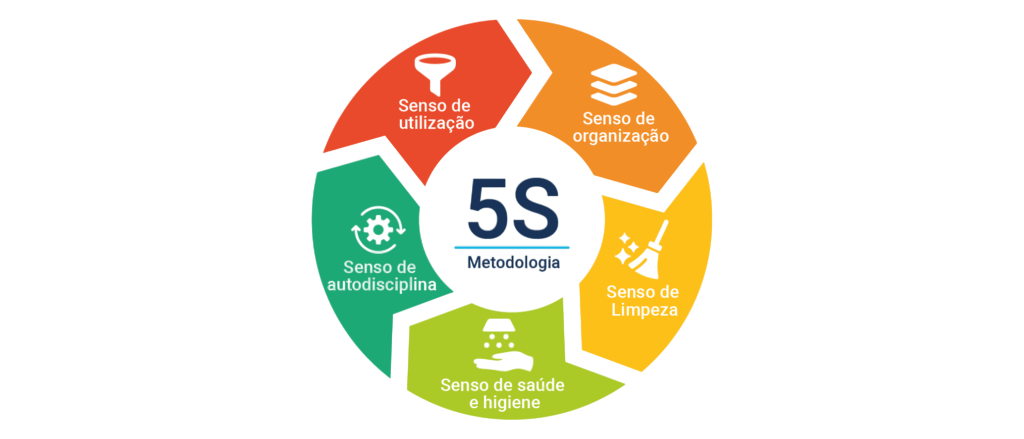 Senso de
utilização
Senso de
organização
5S
Metodologia
Senso de
Limpeza
Senso de
autodisciplina
Senso de saúde
e higiene